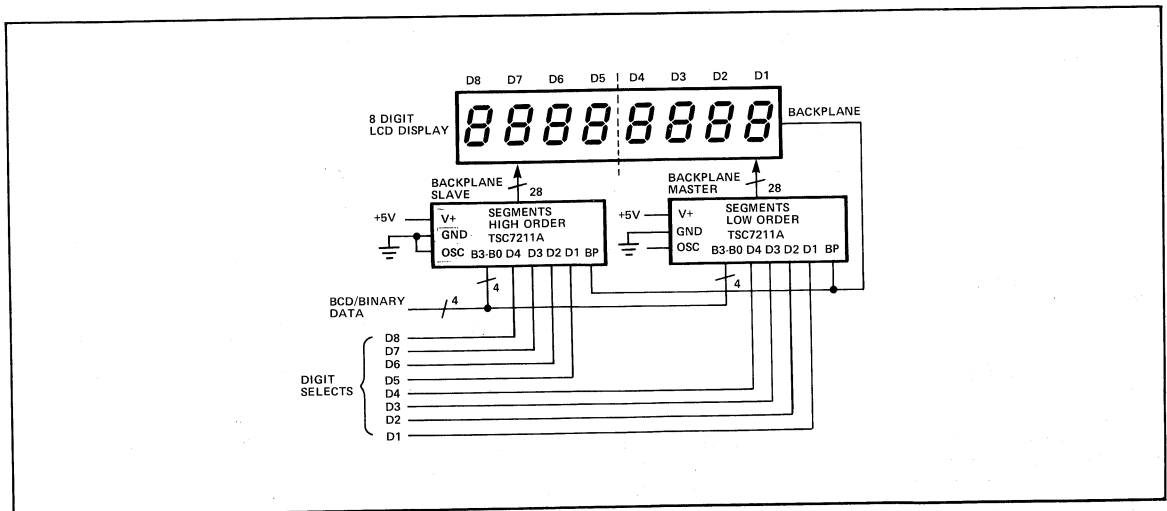 D8 D7 D6 D5 D4 D3 D2 D1
8 DIGIT
LCD DISPLAY
8888 8888
BACKPLANE
BACKPLANE
SLAVE
28
BACKPLANE
MASTER
28
+5V
V+
GND
OSC
SEGMENTS
HIGH ORDER
TSC7211A
B3-B0 D4 D3 D2 D1 BP
+5V
V+
GND
OSC
SEGMENTS
LOW ORDER
TSC7211A
B3-B0 D4 D3 D2 D1 BP
4
4
BCD/BINARY
DATA
4
DIGIT
SELECTS
D8
D7
D6
D5
D4
D3
D2
D1